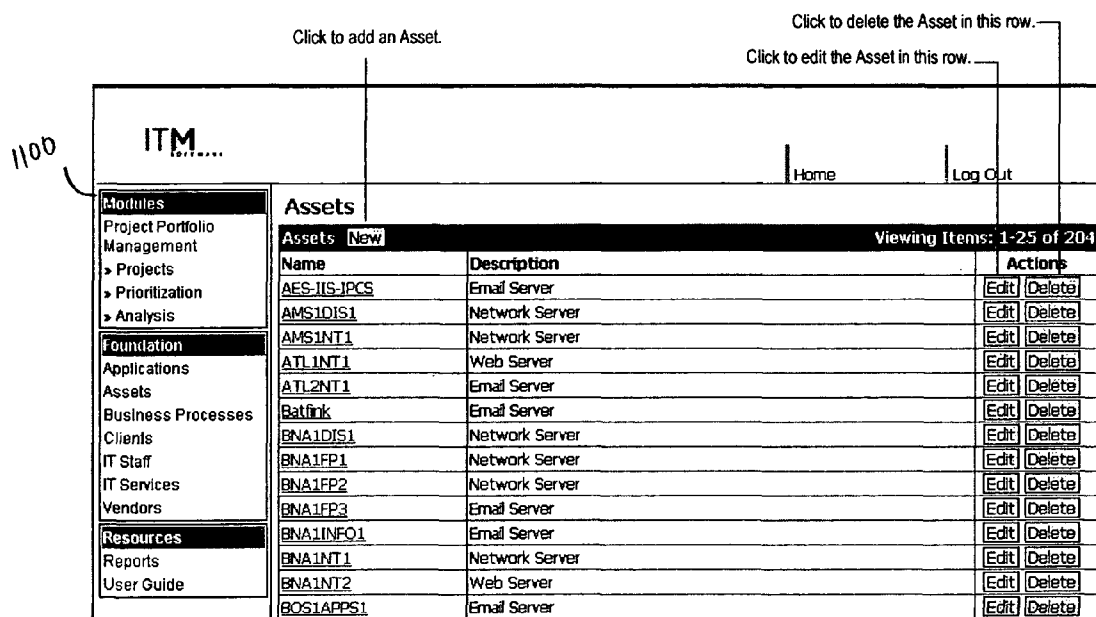 Click to delete the Asset in this row.
Click to add an Asset.
Click to edit the Asset in this row.
1100
ITM
SOFTWARE
Home
Log Out
Modules
Project Portfolio
Management
» Projects
» Prioritization
» Analysis
Foundation
Applications
Assets
Business Processes
Clients
IT Staff
IT Services
Vendors
Resources
Reports
User Guide
Assets
Assets New Viewing Items: 1-25 of 204
Name Description Actions
AES-IIS-IPCS Email Server Edit Delete
AMS1DIS1 Network Server Edit Delete
AMS1NT1 Network Server Edit Delete
ATL1NT1 Web Server Edit Delete
ATL2NT1 Email Server Edit Delete
Batfink Email Server Edit Delete
BNA1DIS1 Network Server Edit Delete
BNA1FP1 Network Server Edit Delete
BNA1FP2 Network Server Edit Delete
BNA1FP3 Email Server Edit Delete
BNA1INFO1 Email Server Edit Delete
BNA1NT1 Network Server Edit Delete
BNA1NT2 Web Server Edit Delete
BOS1APPS1 Email Server Edit Delete